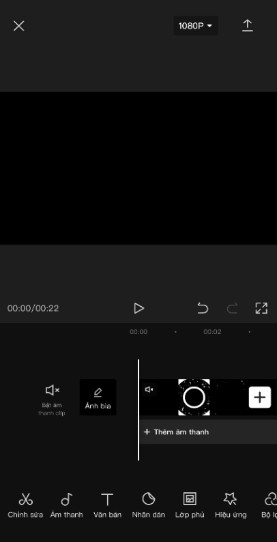 1080P
00:00/00:22
00:00
00:02
Bật âm
thanh clip
Ảnh bìa
+ Thêm âm thanh
Chỉnh sửa Âm thanh Văn bản Nhãn dán Lớp phủ Hiệu ứng Bộ lọ